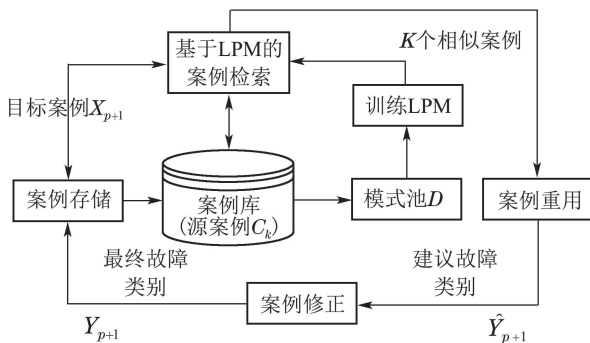 基于LPM的
案例检索
K个相似案例
目标案例X_{p+1}
训练LPM
案例存储
案例库
(源案例C_k)
模式池D
案例重用
最终故障
类别
建议故障
类别
案例修正
Y_{p+1}
Ŷ_{p+1}